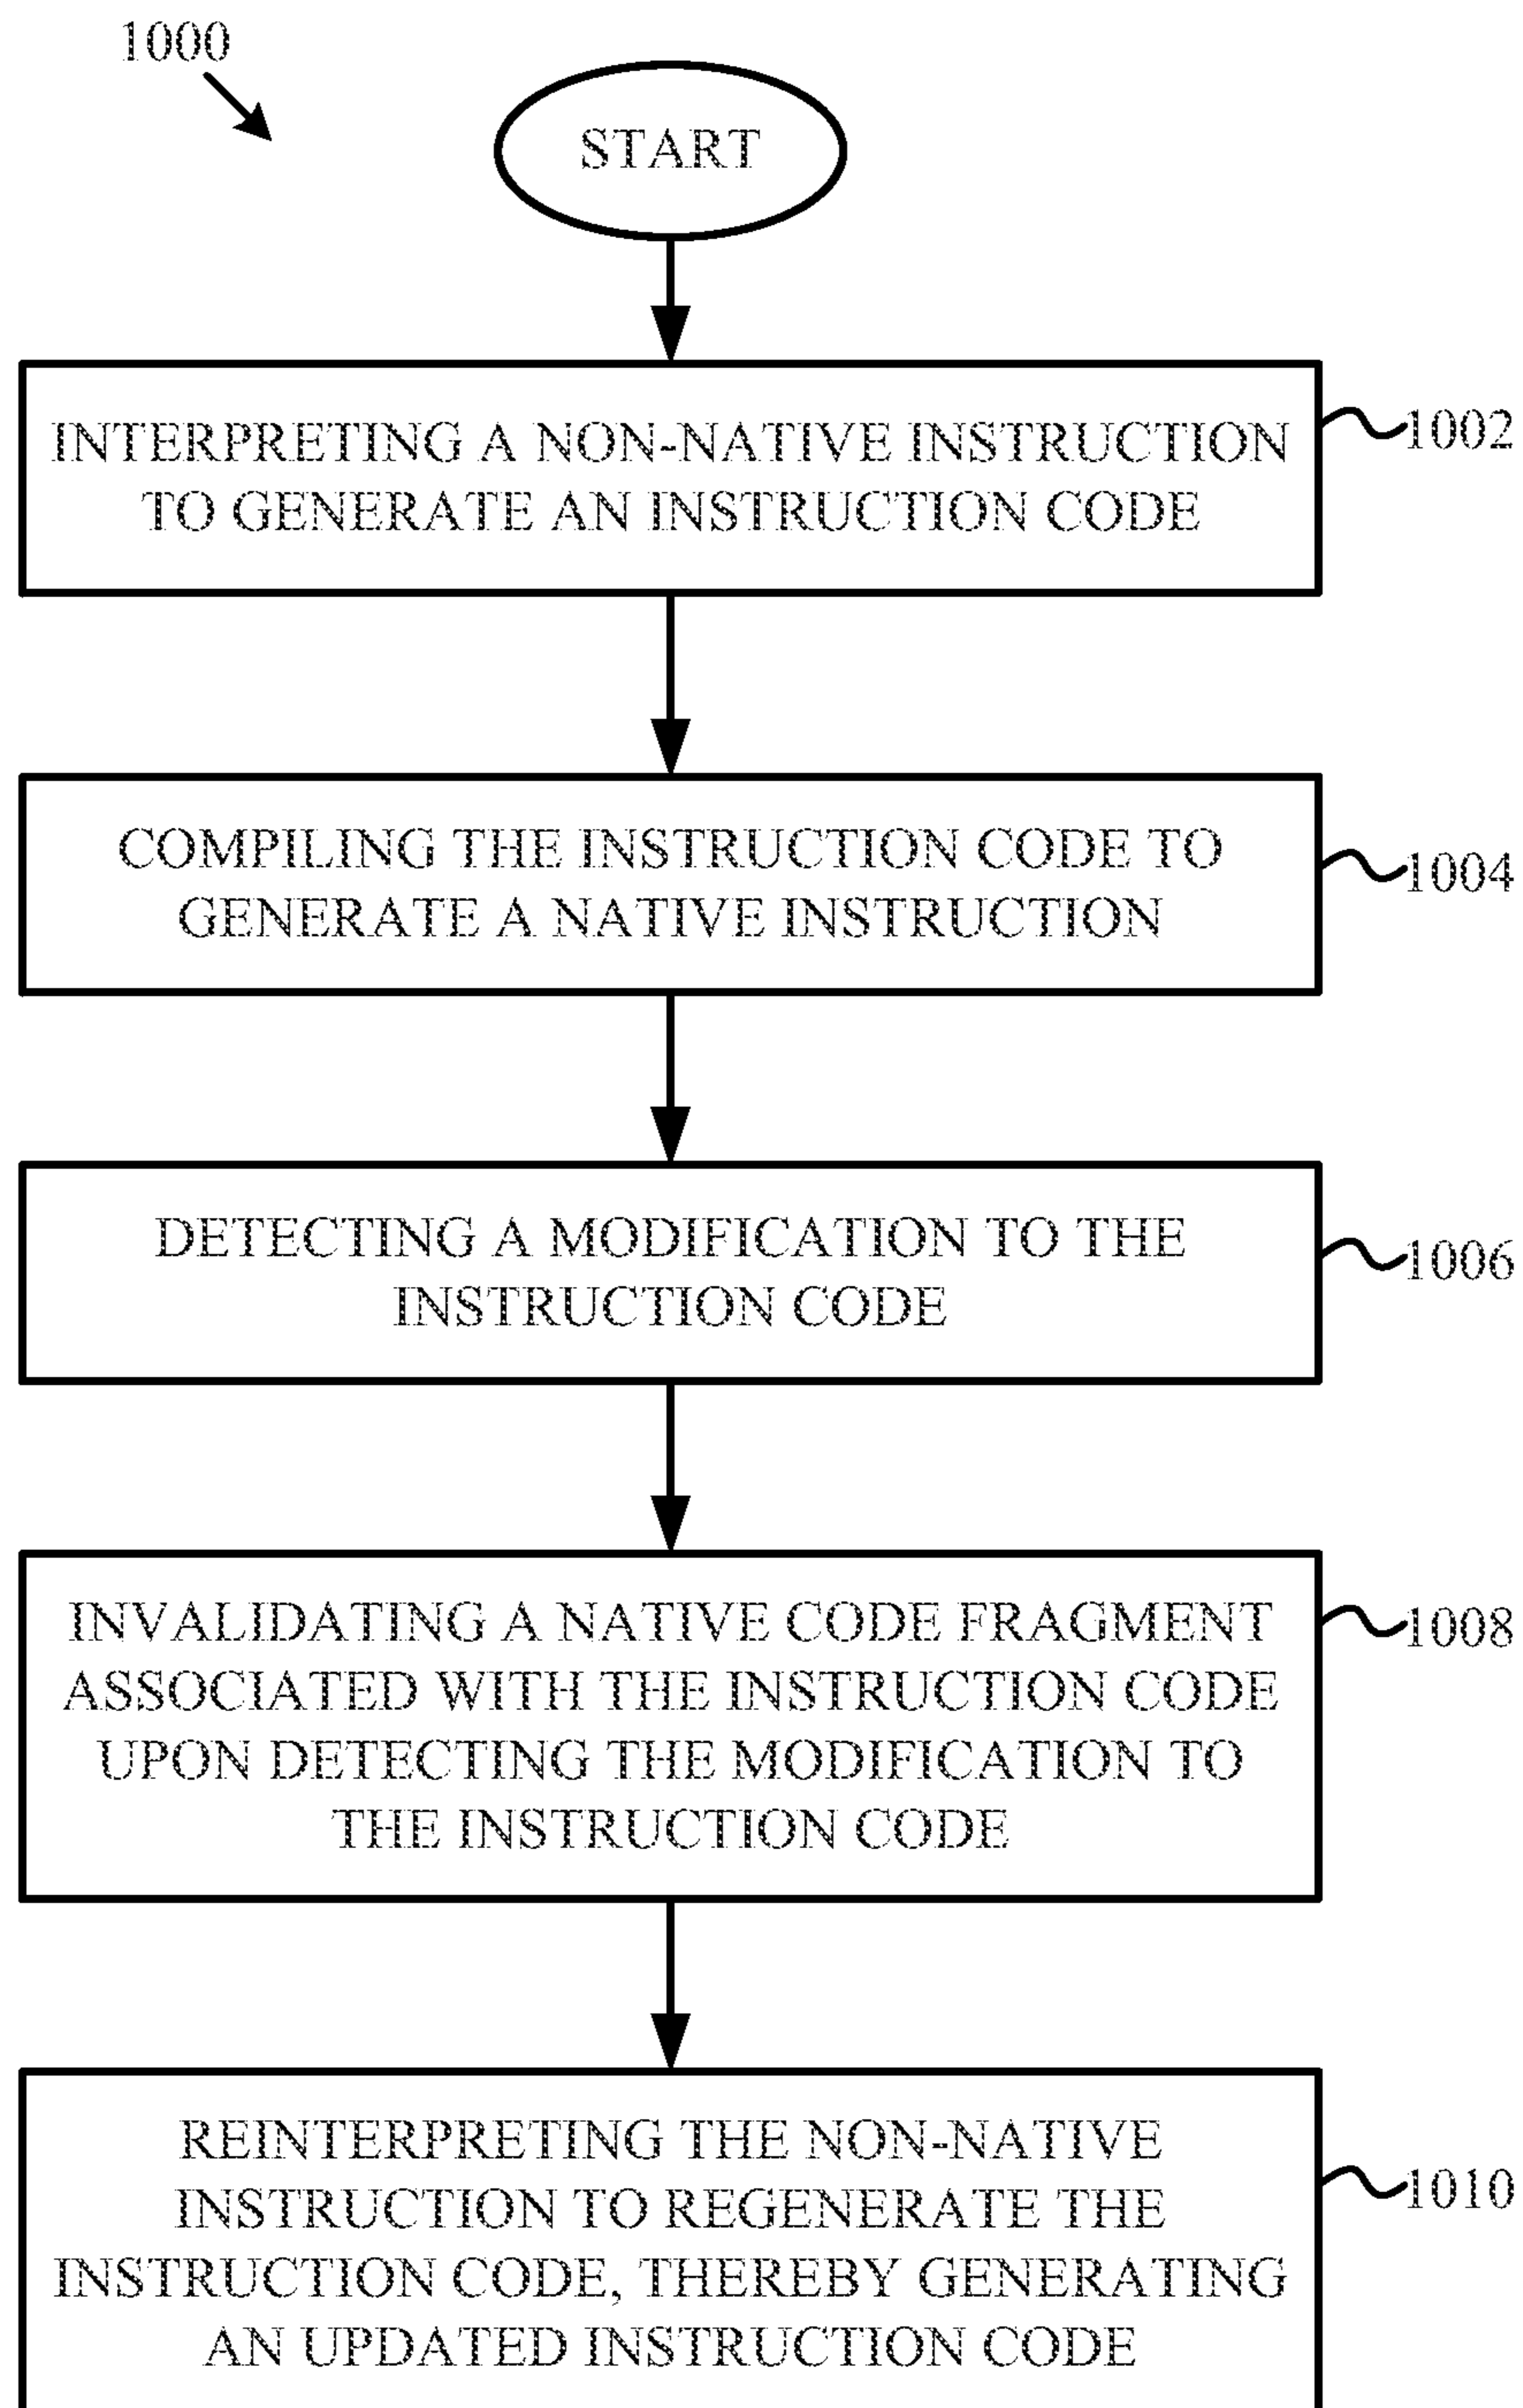 1000
START
INTERPRETING A NON-NATIVE INSTRUCTION
TO GENERATE AN INSTRUCTION CODE
1002
COMPILING THE INSTRUCTION CODE TO
GENERATE A NATIVE INSTRUCTION
1004
DETECTING A MODIFICATION TO THE
INSTRUCTION CODE
1006
INVALIDATING A NATIVE CODE FRAGMENT
ASSOCIATED WITH THE INSTRUCTION CODE
UPON DETECTING THE MODIFICATION TO
THE INSTRUCTION CODE
1008
REINTERPRETING THE NON-NATIVE
INSTRUCTION TO REGENERATE THE
INSTRUCTION CODE, THEREBY GENERATING
AN UPDATED INSTRUCTION CODE
1010